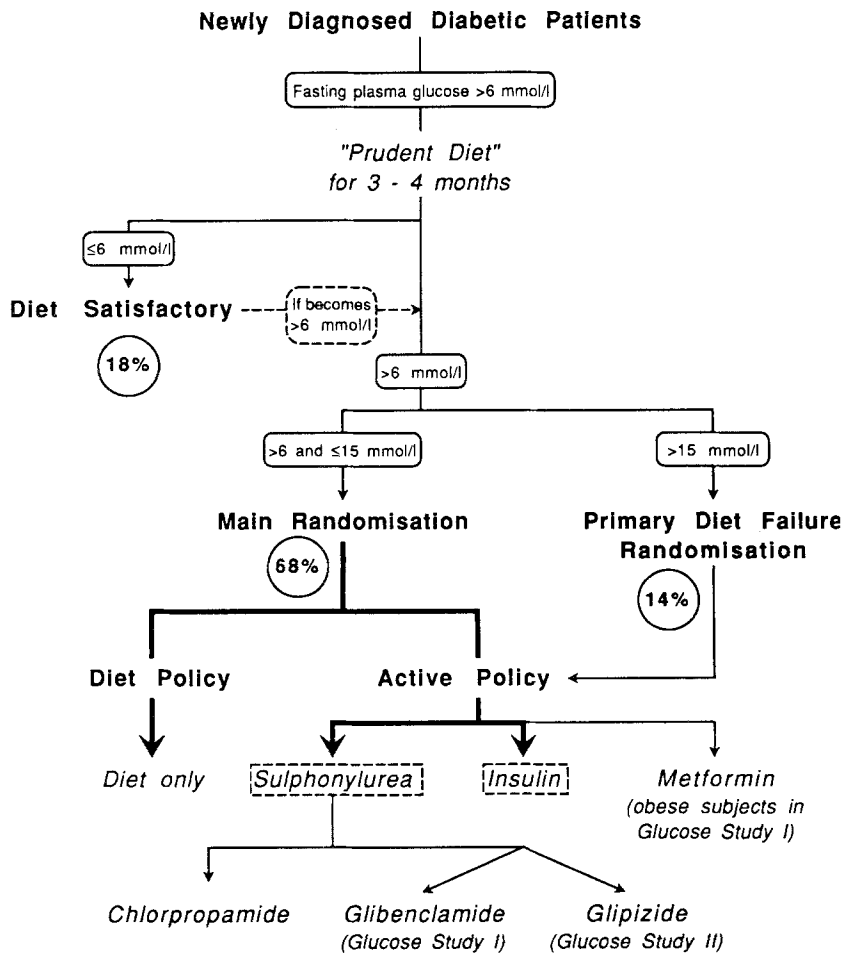 Newly Diagnosed Diabetic Patients
Fasting plasma glucose >6 mmol/l
"Prudent Diet"
for 3 - 4 months
≤6 mmol/l
Diet Satisfactory
If becomes
>6 mmol/l
18%
>6 mmol/l
>6 and ≤15 mmol/l
>15 mmol/l
Main Randomisation
Primary Diet Failure
Randomisation
68%
14%
Diet Policy
Active Policy
Diet only
Sulphonylurea
Insulin
Metformin
(obese subjects in
Glucose Study I)
Chlorpropamide
Glibenclamide
(Glucose Study I)
Glipizide
(Glucose Study II)